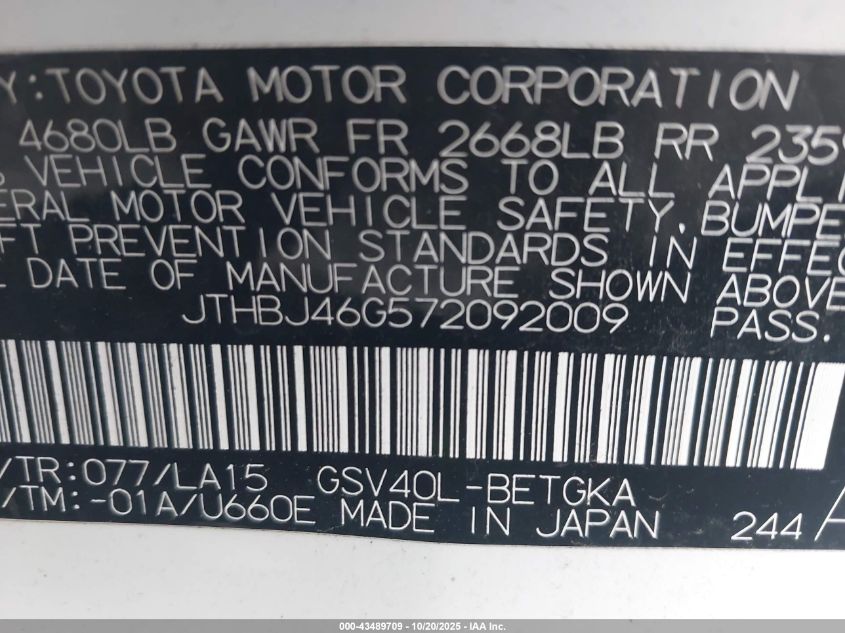 Y:TOYOTA MOTOR CORPORATION
4680LB GAWR FR 2668LB RR 2359
VEHICLE CONFORMS TO ALL APPLI
ERAL MOTOR VEHICLE SAFETY, BUMPE
FT PREVENTION STANDARDS IN EFFEC
E DATE OF MANUFACTURE SHOWN ABOVE
JTHBJ46G572092009 PASS.
/TR:077/LA15 GSV40L-BETGKA
/TM:-01A/U660E MADE IN JAPAN 244 A
000-43489709 - 10/20/2025 - IAA Inc.